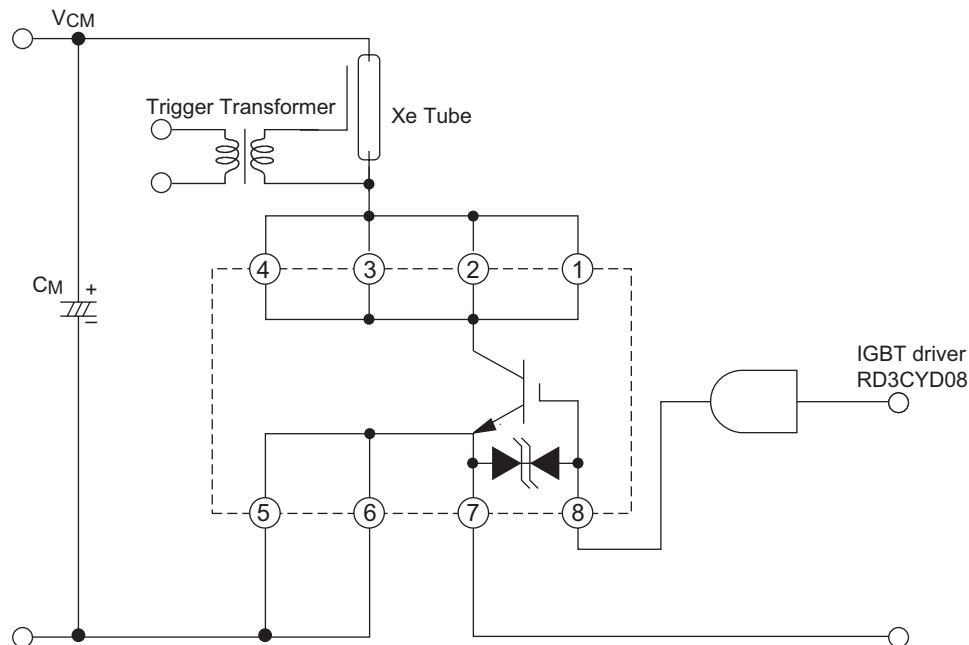 VCM
Trigger Transformer
Xe Tube
4 3 2 1
CM
+
–
IGBT driver
RD3CYD08
5 6 7 8